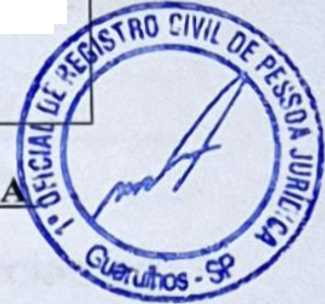 1º OFICIAL DE REGISTRO CIVIL DE PESSOA JURÍDICA
A
Guarulhos - SP